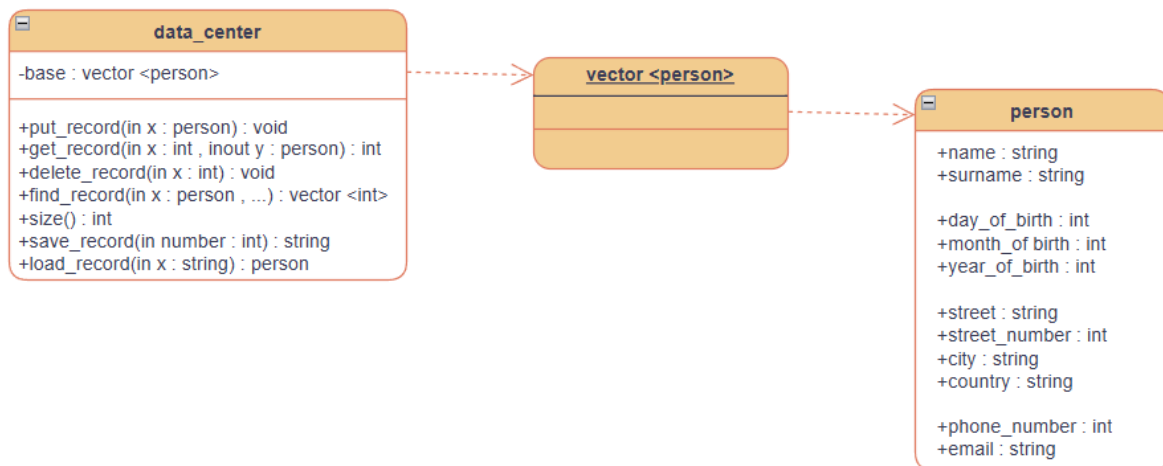 data_center
-base : vector <person>
+put_record(in x : person) : void
+get_record(in x : int , inout y : person) : int
+delete_record(in x : int) : void
+find_record(in x : person , ...) : vector <int>
+size() : int
+save_record(in number : int) : string
+load_record(in x : string) : person
vector <person>
person
+name : string
+surname : string
+day_of_birth : int
+month_of birth : int
+year_of_birth : int
+street : string
+street_number : int
+city : string
+country : string
+phone_number : int
+email : string